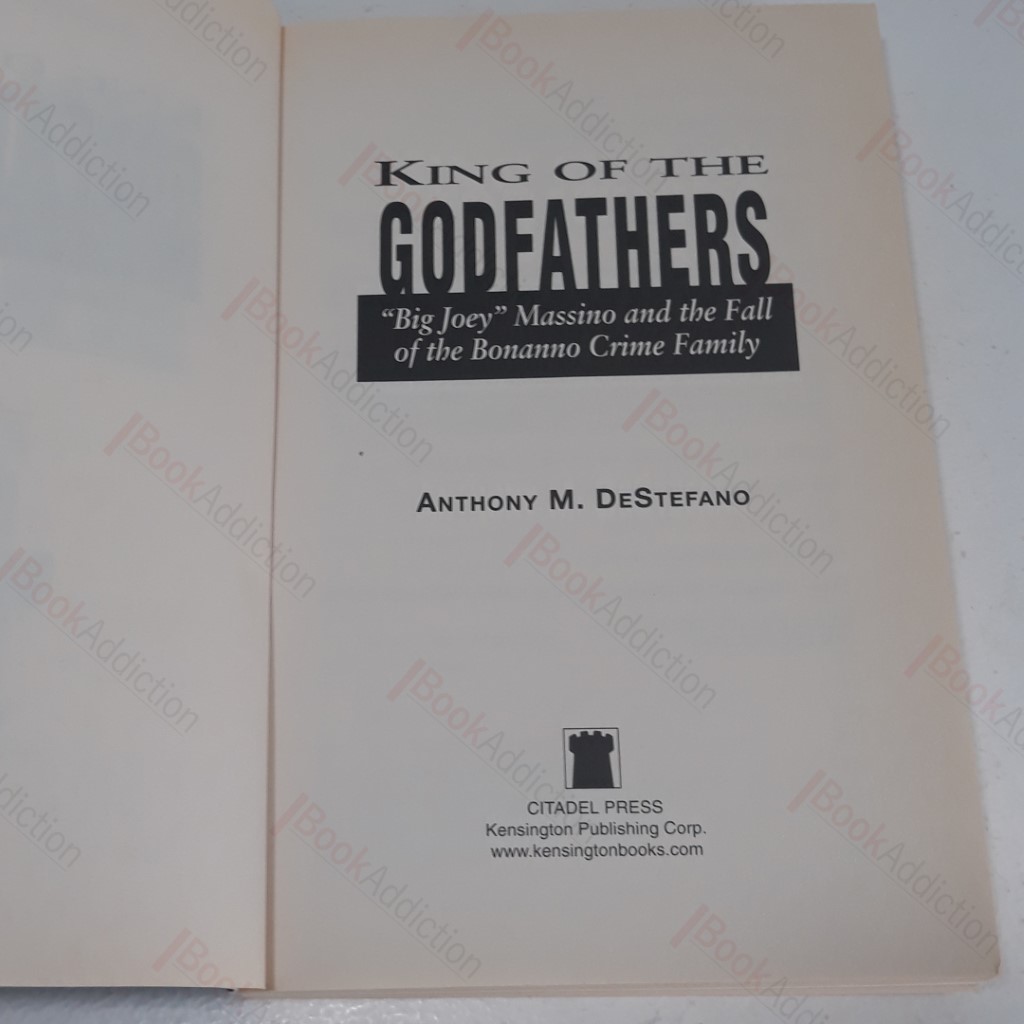 KING OF THE
GODFATHERS
“Big Joey” Massino and the Fall
of the Bonanno Crime Family
ANTHONY M. DESTEFANO
CITADEL PRESS
Kensington Publishing Corp.
www.kensingtonbooks.com
BookAddiction